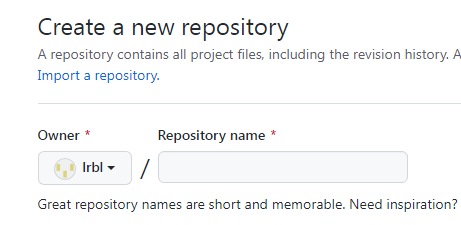 Create a new repository
A repository contains all project files, including the revision history. A
Import a repository.
Owner * Repository name *
lrbl /
Great repository names are short and memorable. Need inspiration?